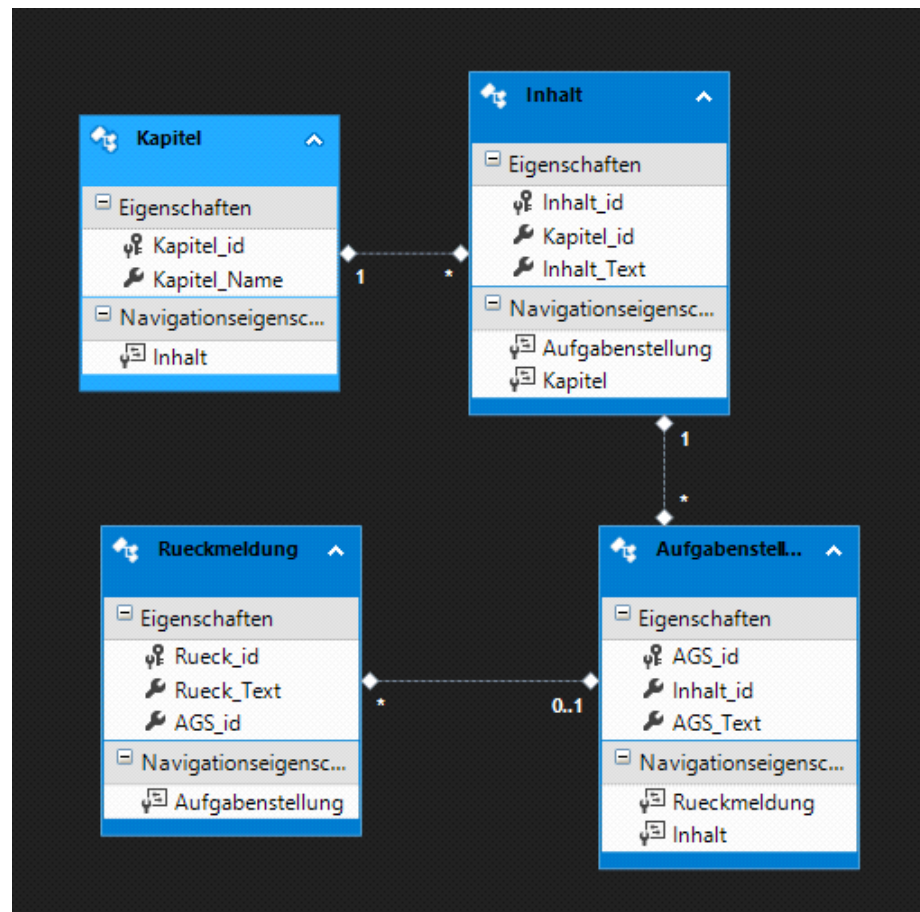 Kapitel
Eigenschaften
Kapitel_id
Kapitel_Name
Navigationseigensc...
Inhalt
1
*
Inhalt
Eigenschaften
Inhalt_id
Kapitel_id
Inhalt_Text
Navigationseigensc...
Aufgabenstellung
Kapitel
1
*
Rueckmeldung
Eigenschaften
Rueck_id
Rueck_Text
AGS_id
Navigationseigensc...
Aufgabenstellung
*
0..1
Aufgabenstell...
Eigenschaften
AGS_id
Inhalt_id
AGS_Text
Navigationseigensc...
Rueckmeldung
Inhalt